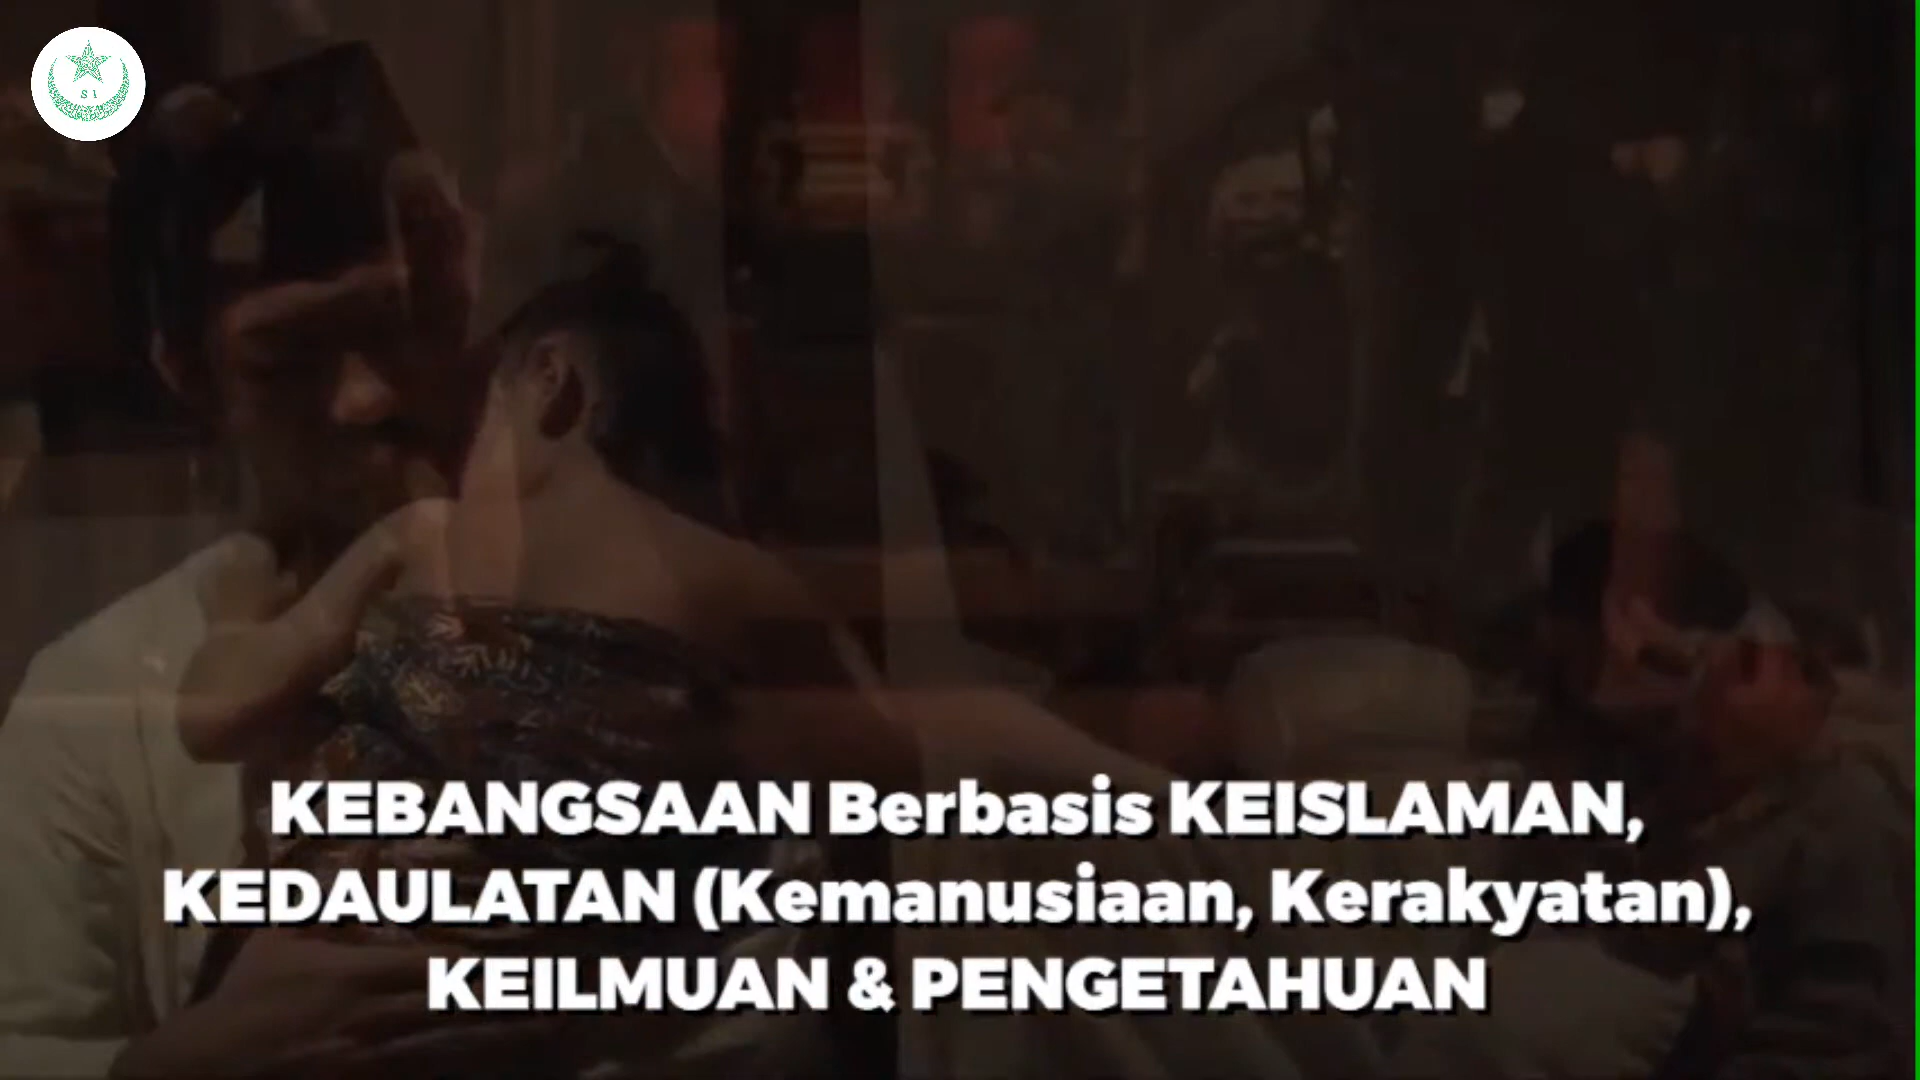 S I
KEBANGSAAN Berbasis KEISLAMAN,
KEDAULATAN (Kemanusiaan, Kerakyatan),
KEILMUAN & PENGETAHUAN